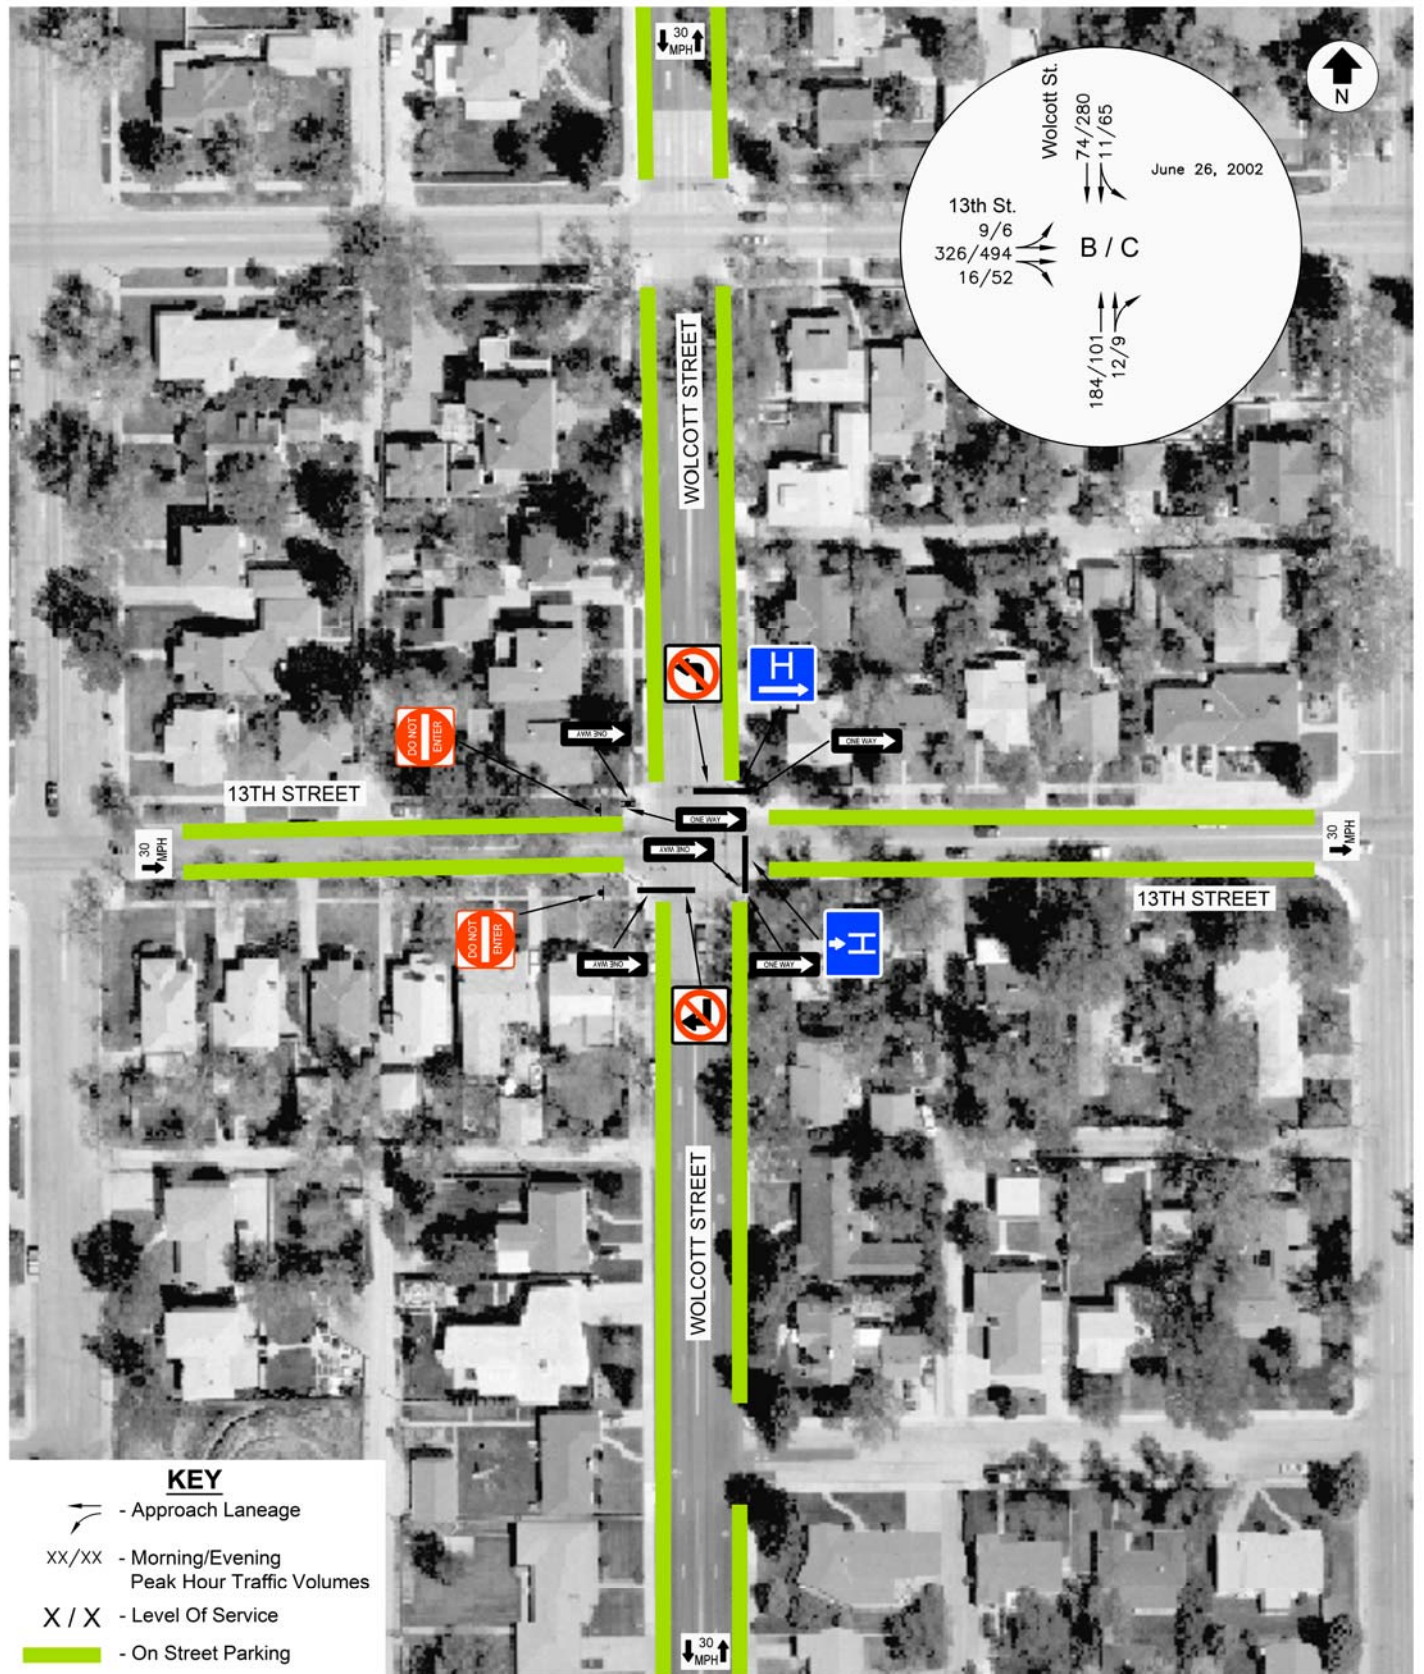 30
MPH
N
Wolcott St.
74/280
11/65
June 26, 2002
13th St.
9/6
326/494
16/52
B / C
184/101
12/9
WOLCOTT STREET
H
DO NOT
ENTER
ONE WAY
ONE WAY
13TH STREET
ONE WAY
30
MPH
ONE WAY
30
MPH
13TH STREET
DO NOT
ENTER
ONE WAY
ONE WAY
H
WOLCOTT STREET
KEY
- Approach Laneage
XX/XX - Morning/Evening
Peak Hour Traffic Volumes
X / X - Level Of Service
- On Street Parking
30
MPH